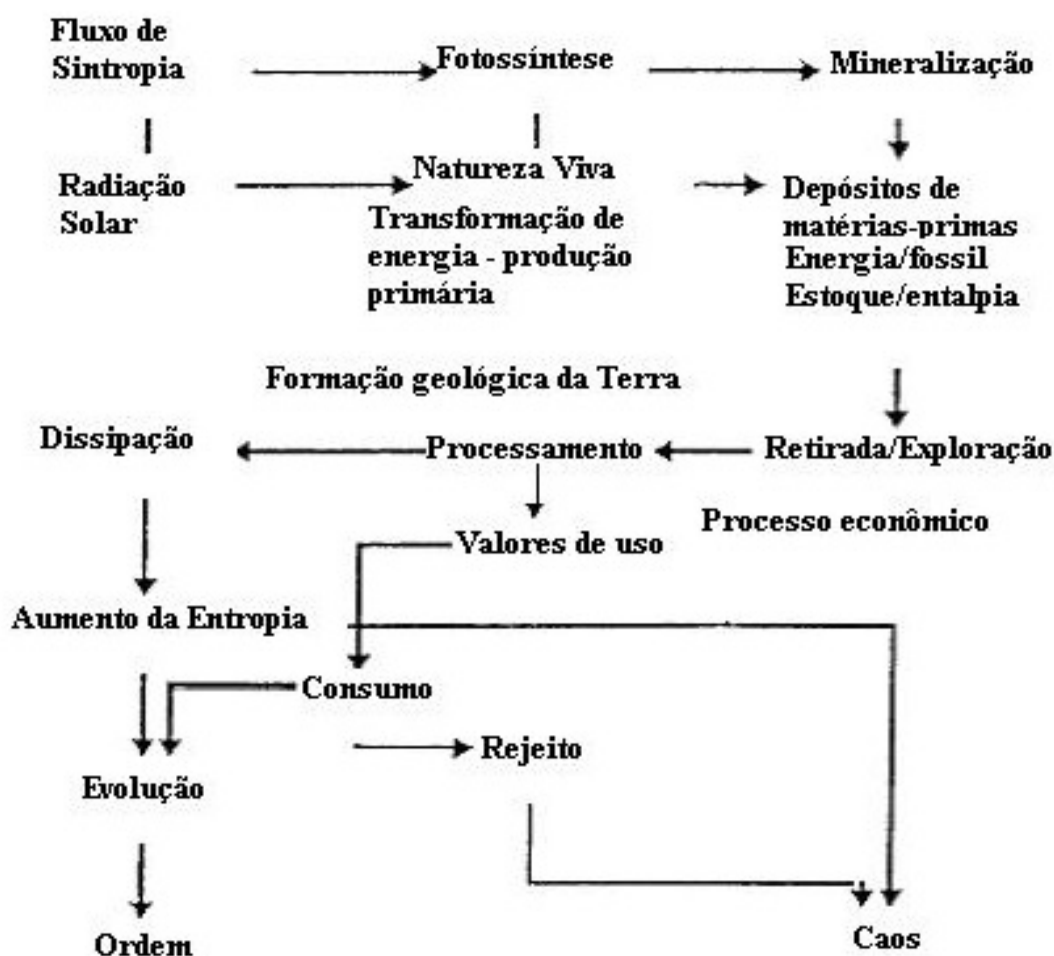 Fluxo de
Sintropia
Fotossíntese
Mineralização
Radiação
Solar
Natureza Viva
Transformação de
energia - produção
primária
Depósitos de
matérias-primas
Energia/fossil
Estoque/entalpia
Formação geológica da Terra
Dissipação
Processamento
Retirada/Exploração
Processo econômico
Valores de uso
Aumento da Entropia
Consumo
Rejeito
Evolução
Ordem
Caos